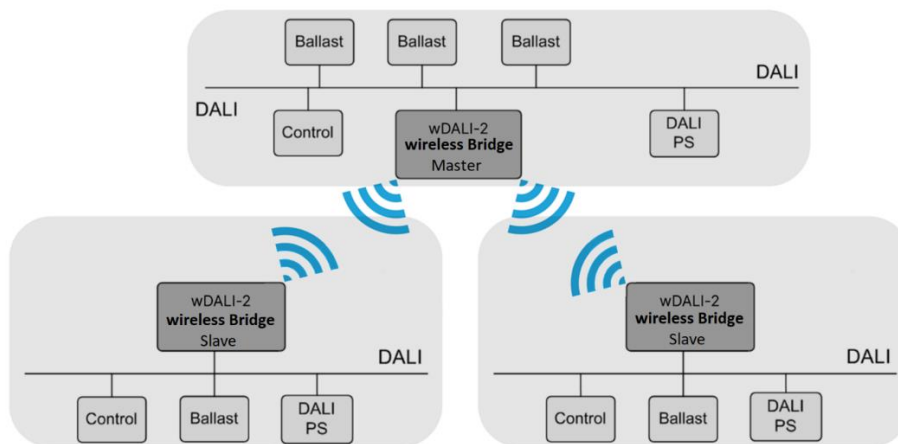 Ballast
Ballast
Ballast
DALI
DALI
Control
wDALI-2
wireless Bridge
Master
DALI
PS
wDALI-2
wireless Bridge
Slave
DALI
Control
Ballast
DALI
PS
wDALI-2
wireless Bridge
Slave
DALI
Control
Ballast
DALI
PS